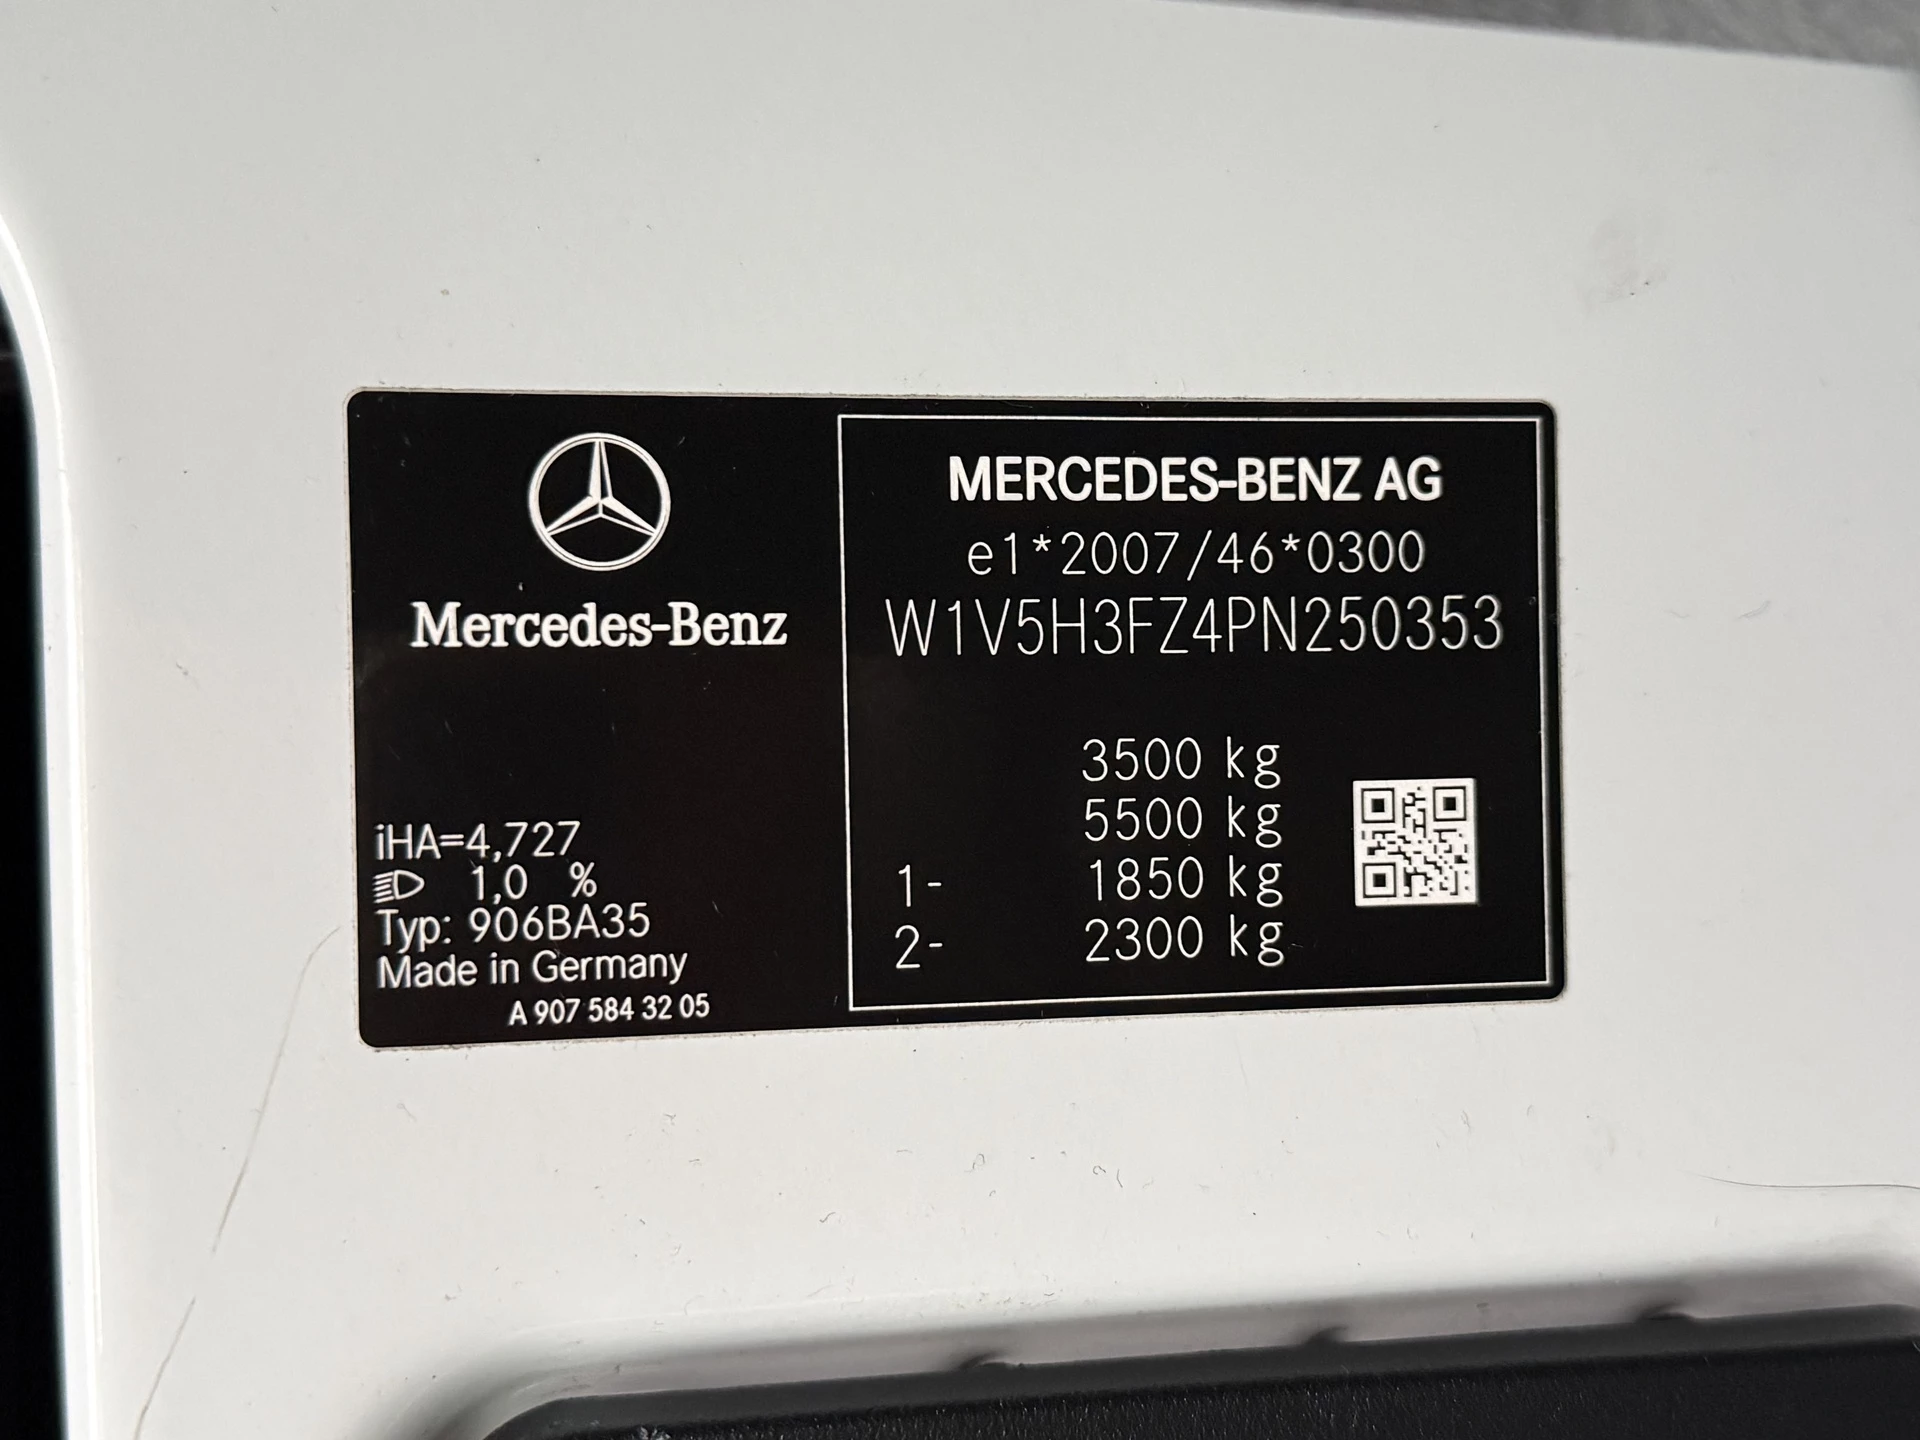 Mercedes-Benz
iHA=4,727
1,0 %
Typ: 906BA35
Made in Germany
A 907 584 32 05
MERCEDES-BENZ AG
e1*2007/46*0300
W1V5H3FZ4PN250353
3500 kg
5500 kg
1- 1850 kg
2- 2300 kg